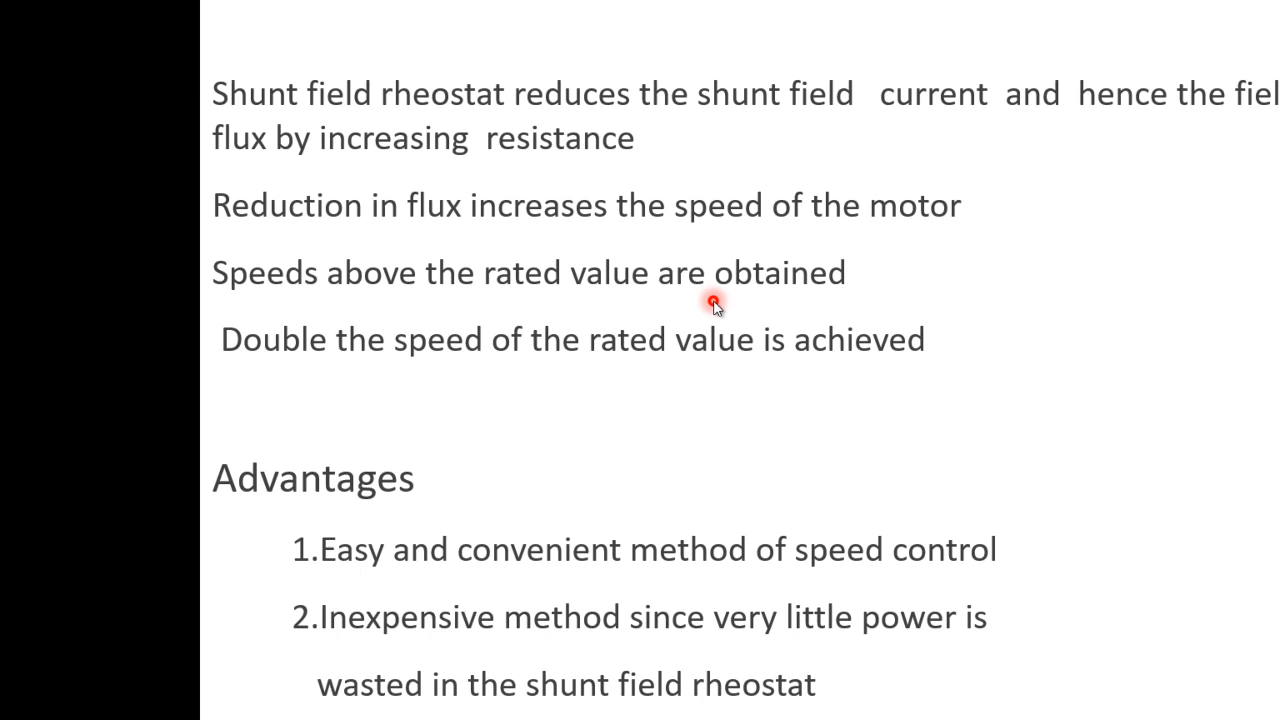 Shunt field rheostat reduces the shunt field current and hence the fiel
flux by increasing resistance
Reduction in flux increases the speed of the motor
Speeds above the rated value are obtained
Double the speed of the rated value is achieved
Advantages
1.Easy and convenient method of speed control
2.Inexpensive method since very little power is
wasted in the shunt field rheostat